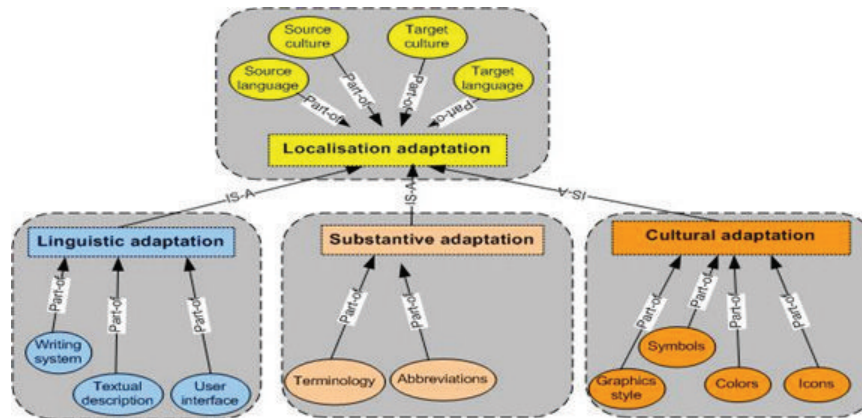 Source
culture
Target
culture
Source
language
Target
language
Part-of
Part-of
Part-of
Part-of
Localisation adaptation
IS-A
IS-A
IS-A
Linguistic adaptation
Substantive adaptation
Cultural adaptation
Part-of
Part-of
Part-of
Part-of
Part-of
Part-of
Part-of
Part-of
Part-of
Writing
system
Textual
description
User
interface
Terminology
Abbreviations
Symbols
Graphics
style
Colors
Icons